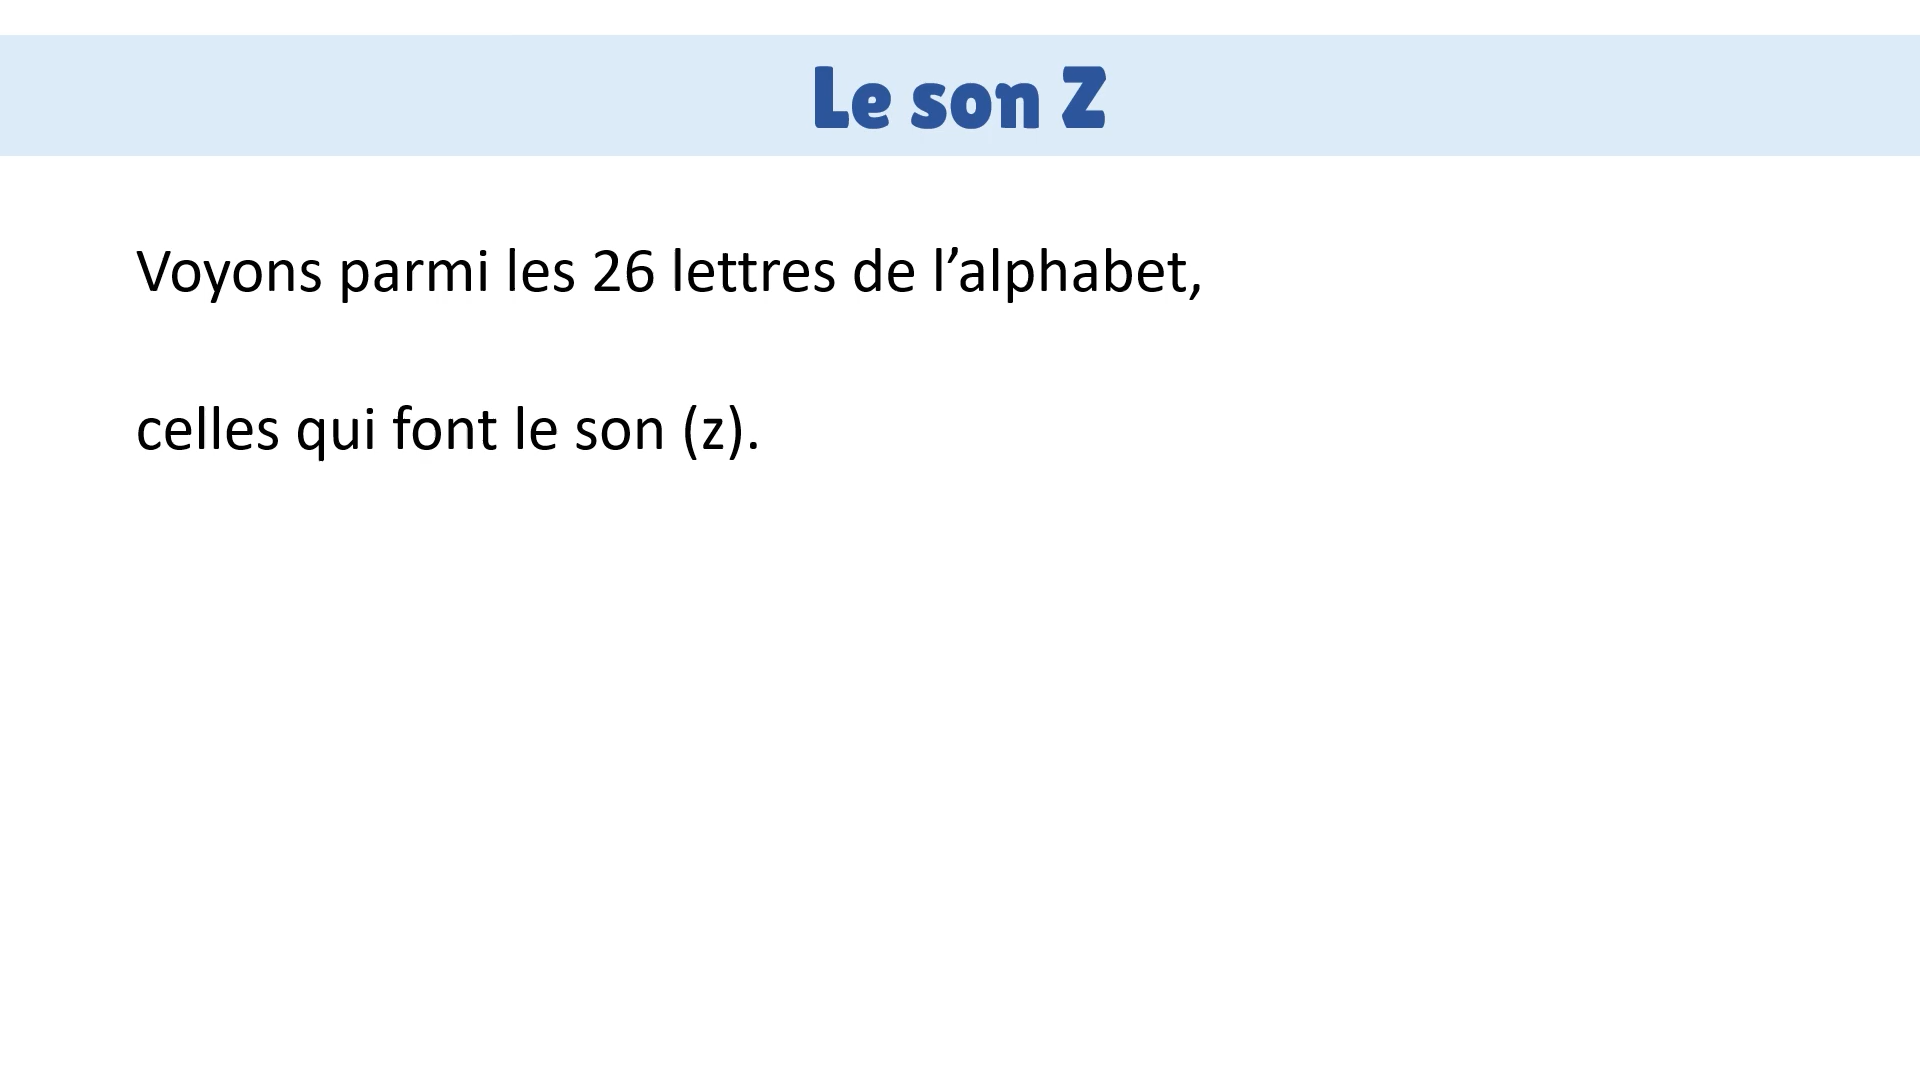 Le son Z
Voyons parmi les 26 lettres de l’alphabet,
celles qui font le son (z).